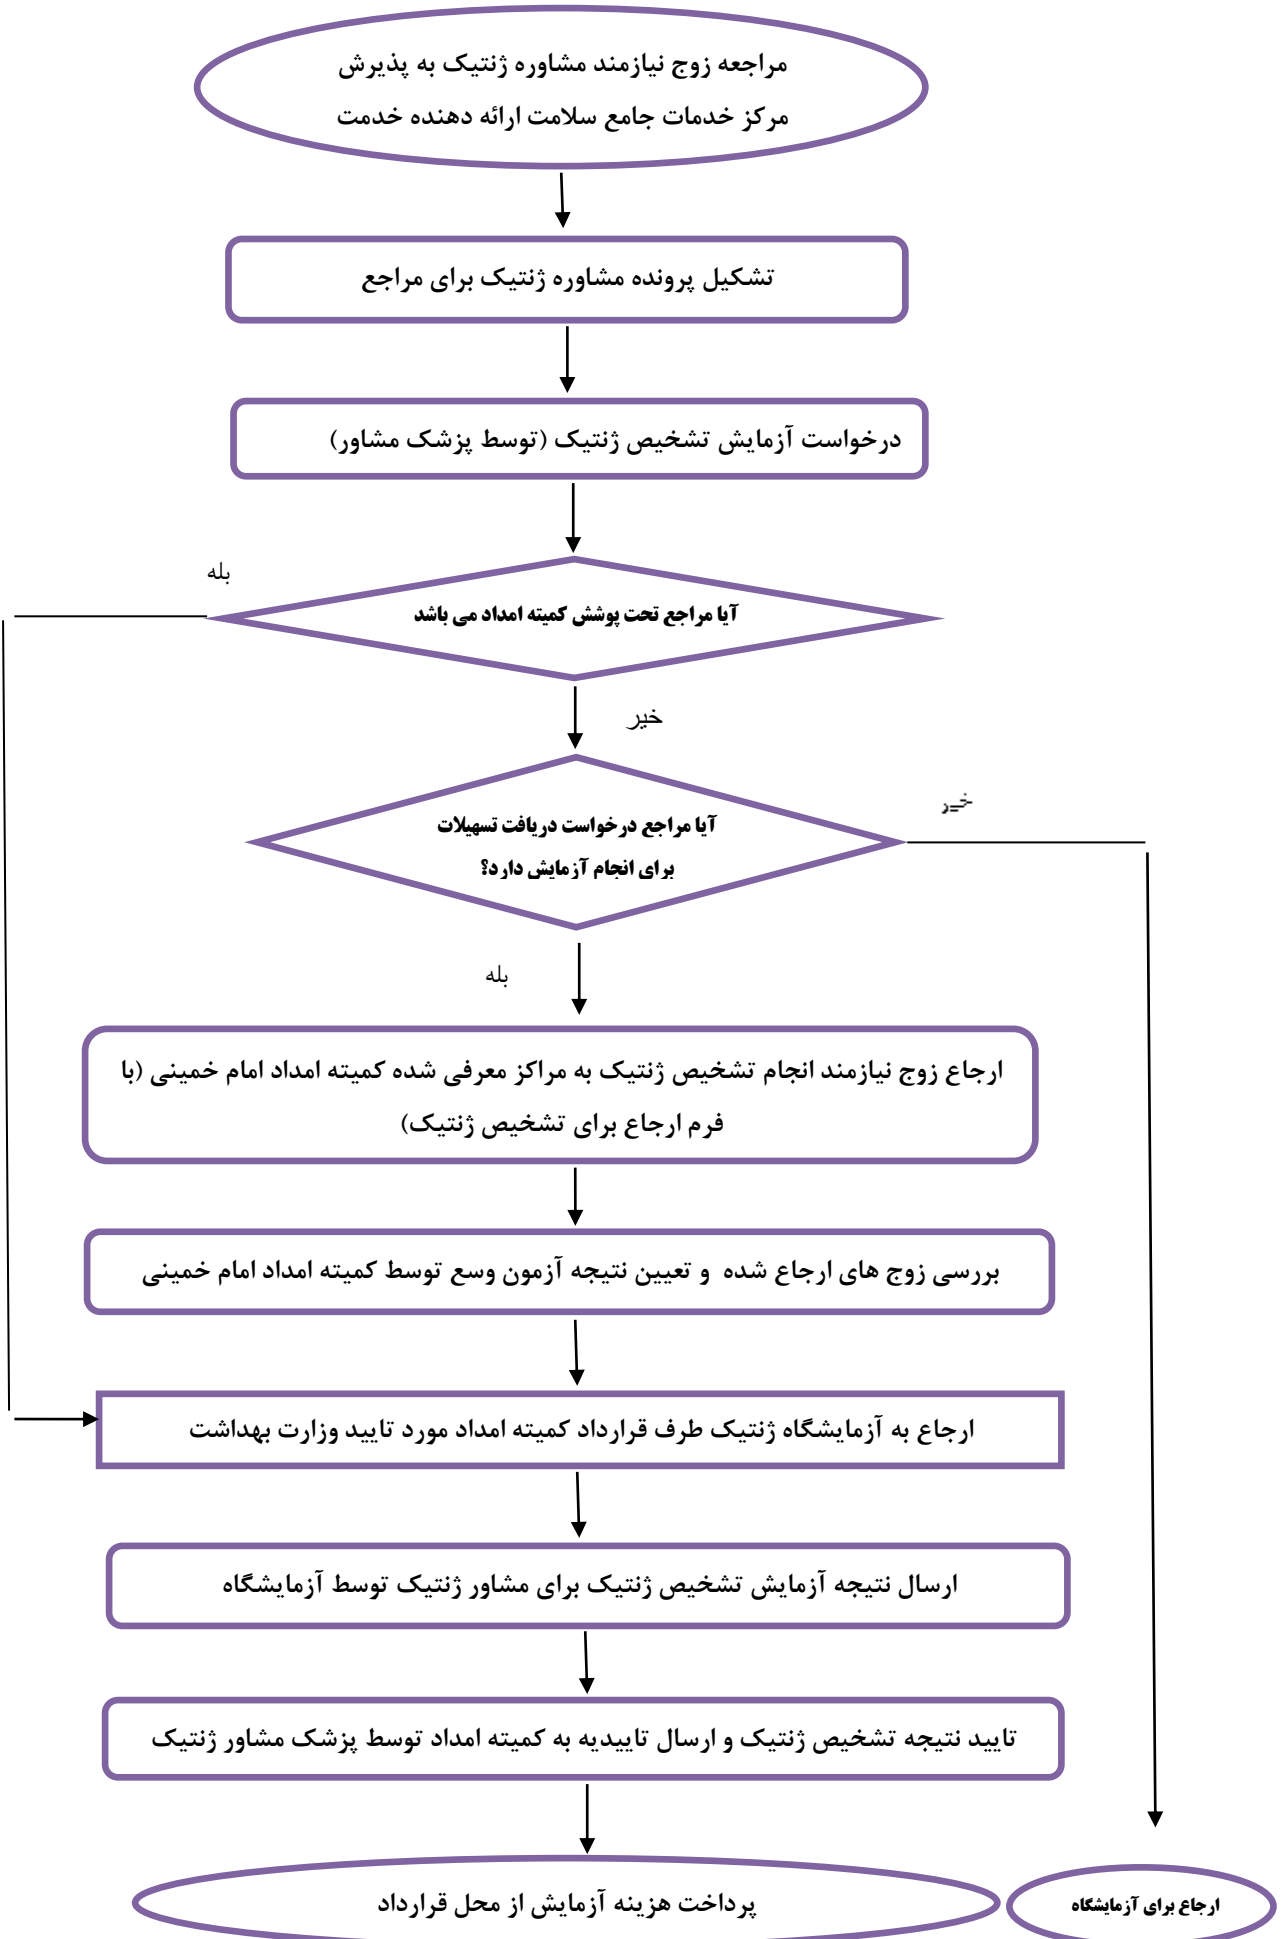 مراجعه زوج نیازمند مشاوره ژنتیک به پذیرش
مرکز خدمات جامع سلامت ارائه دهنده خدمت
تشکیل پرونده مشاوره ژنتیک برای مراجع
درخواست آزمایش تشخیص ژنتیک (توسط پزشک مشاور)
بله
آیا مراجع تحت پوشش کمیته امداد می باشد
خیر
آیا مراجع درخواست دریافت تسهیلات
برای انجام آزمایش دارد؟
خیر
بله
ارجاع زوج نیازمند انجام تشخیص ژنتیک به مراکز معرفی شده کمیته امداد امام خمینی (با
فرم ارجاع برای تشخیص ژنتیک)
بررسی زوج های ارجاع شده و تعیین نتیجه آزمون وسع توسط کمیته امداد امام خمینی
ارجاع به آزمایشگاه ژنتیک طرف قرارداد کمیته امداد مورد تایید وزارت بهداشت
ارسال نتیجه آزمایش تشخیص ژنتیک برای مشاور ژنتیک توسط آزمایشگاه
تایید نتیجه تشخیص ژنتیک و ارسال تاییدیه به کمیته امداد توسط پزشک مشاور ژنتیک
پرداخت هزینه آزمایش از محل قرارداد
ارجاع برای آزمایشگاه